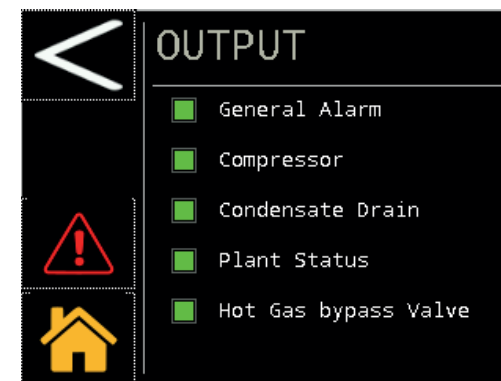 OUTPUT
General Alarm
Compressor
Condensate Drain
Plant Status
Hot Gas bypass Valve